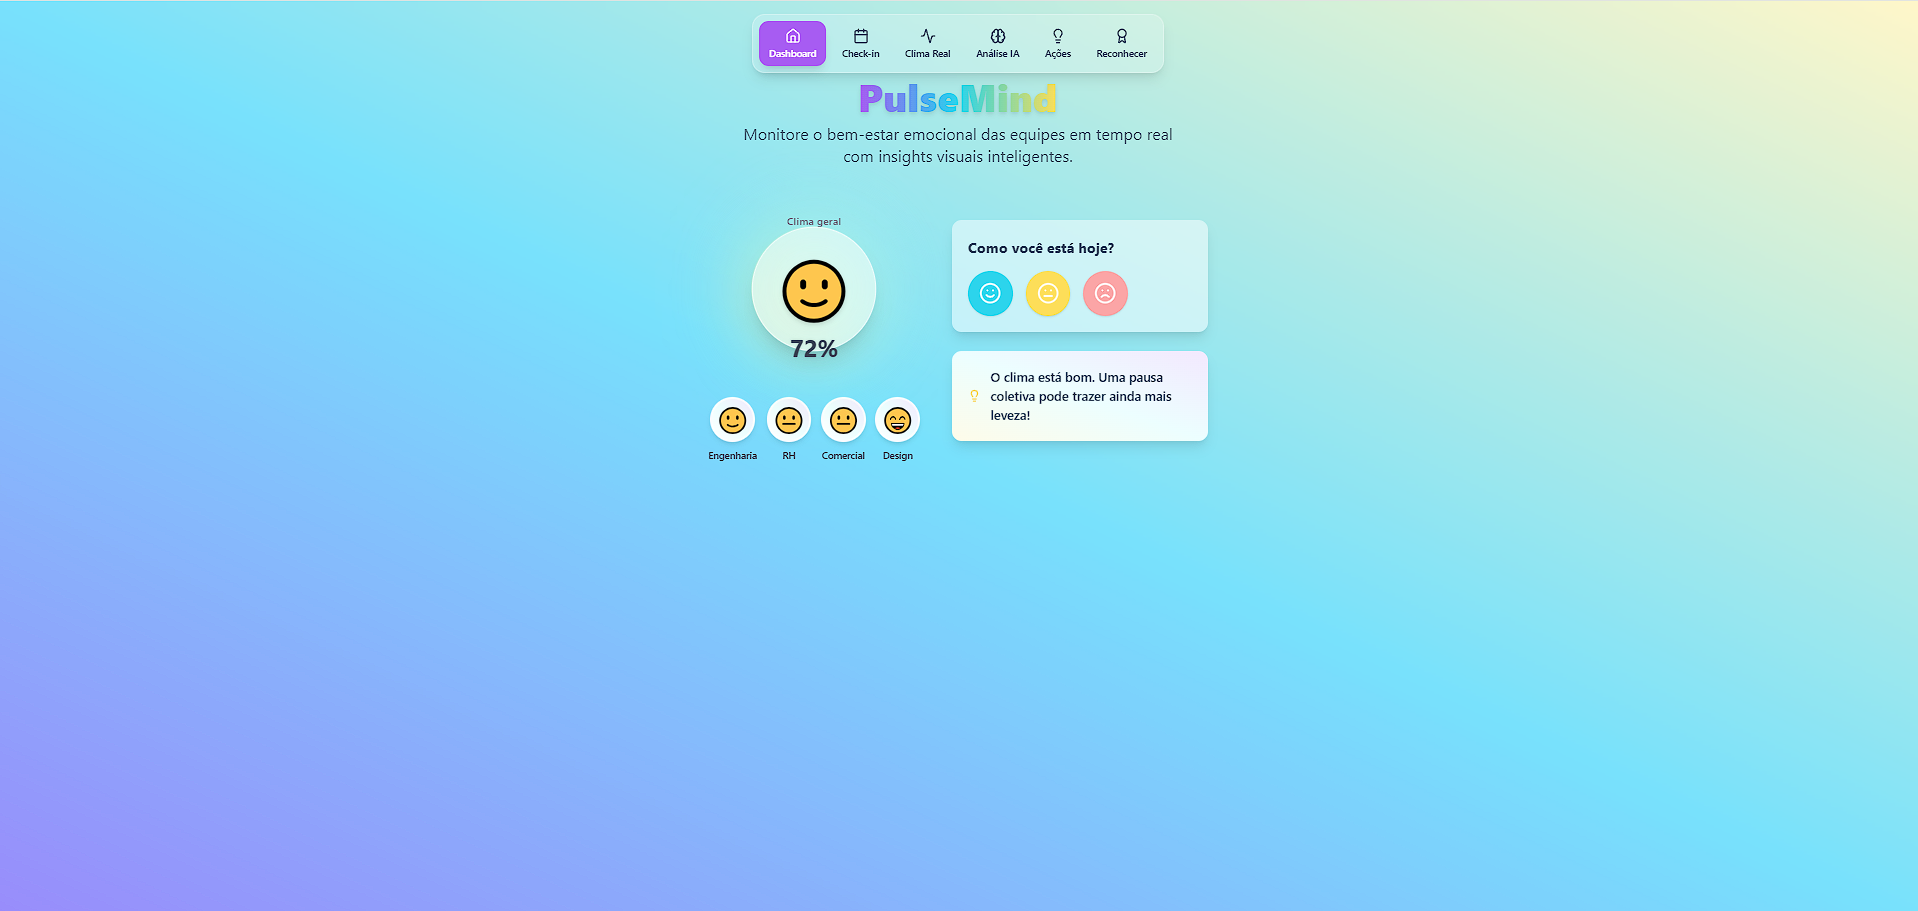 Dashboard
Check-in
Clima Real
Análise IA
Ações
Reconhecer
PulseMind
Monitore o bem-estar emocional das equipes em tempo real
com insights visuais inteligentes.
Clima geral
72%
Engenharia
RH
Comercial
Design
Como você está hoje?
O clima está bom. Uma pausa
coletiva pode trazer ainda mais
leveza!